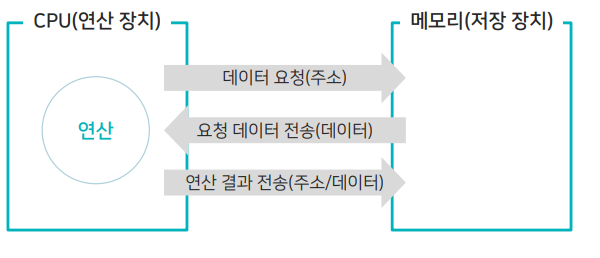 CPU(연산 장치)
메모리(저장 장치)
데이터 요청(주소)
연산
요청 데이터 전송(데이터)
연산 결과 전송(주소/데이터)